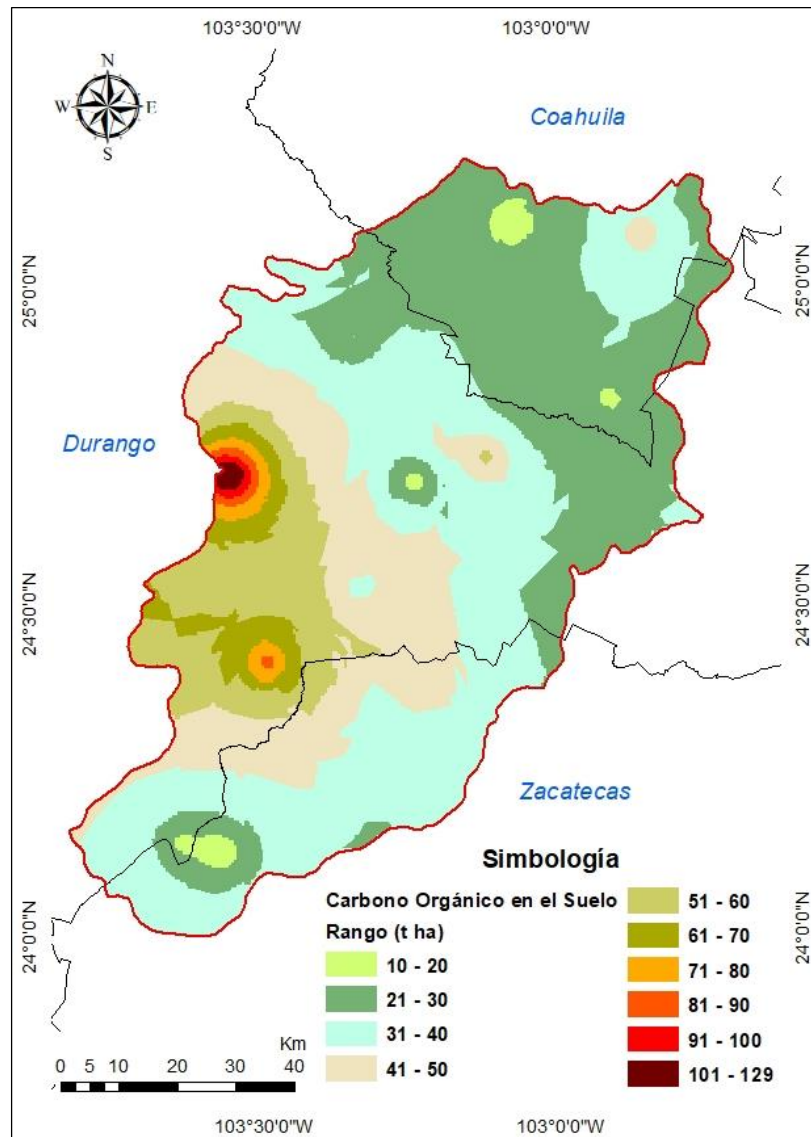 103°30'0"W 103°0'0"W
N
W E
S
Coahuila
25°0'0"N 25°0'0"N
Durango
24°30'0"N 24°30'0"N
Zacatecas
24°0'0"N 24°0'0"N
Simbología
Carbono Orgánico en el Suelo
Rango (t ha)
10 - 20
21 - 30
31 - 40
41 - 50
51 - 60
61 - 70
71 - 80
81 - 90
91 - 100
101 - 129
Km
0 5 10 20 30 40
103°30'0"W 103°0'0"W